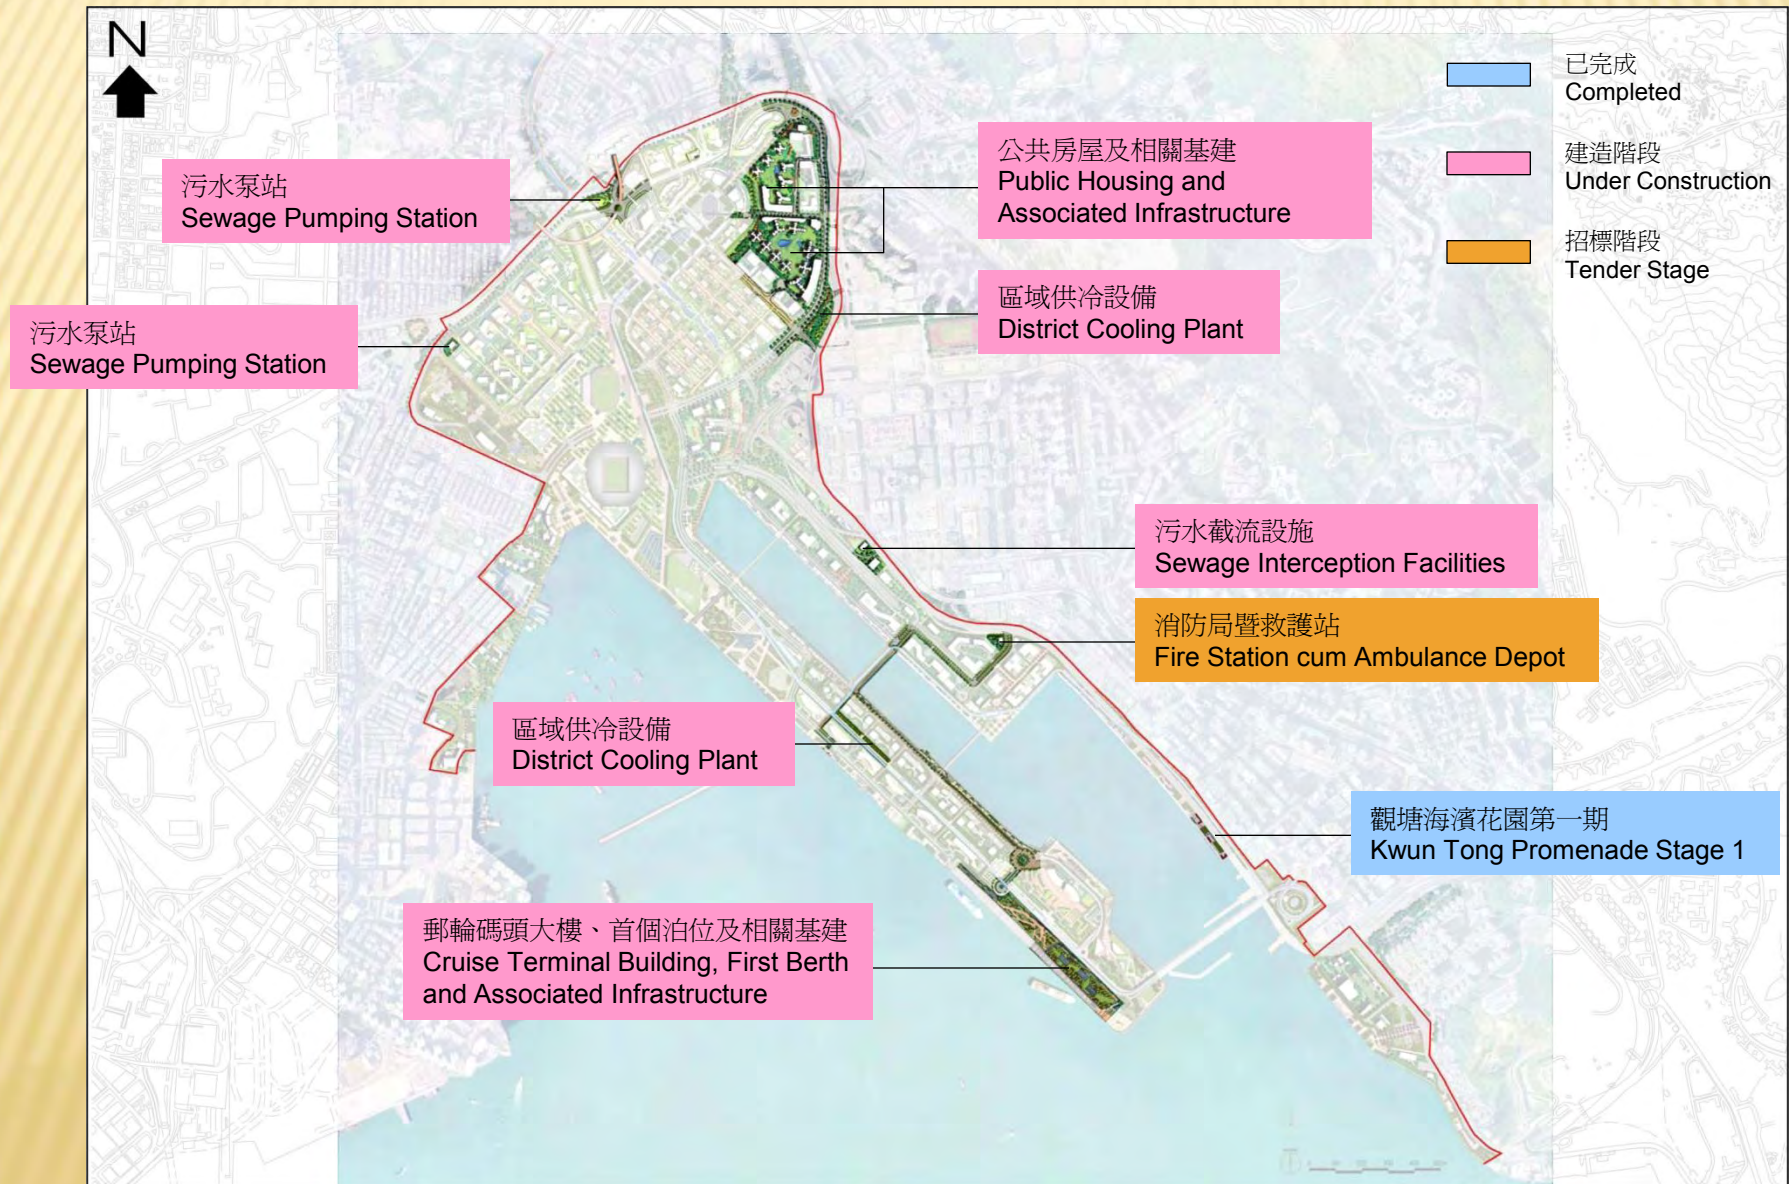 N
已完成
Completed
建造階段
Under Construction
招標階段
Tender Stage
污水泵站
Sewage Pumping Station
公共房屋及相關基建
Public Housing and
Associated Infrastructure
污水泵站
Sewage Pumping Station
區域供冷設備
District Cooling Plant
污水截流設施
Sewage Interception Facilities
消防局暨救護站
Fire Station cum Ambulance Depot
區域供冷設備
District Cooling Plant
觀塘海濱花園第一期
Kwun Tong Promenade Stage 1
郵輪碼頭大樓、首個泊位及相關基建
Cruise Terminal Building, First Berth
and Associated Infrastructure